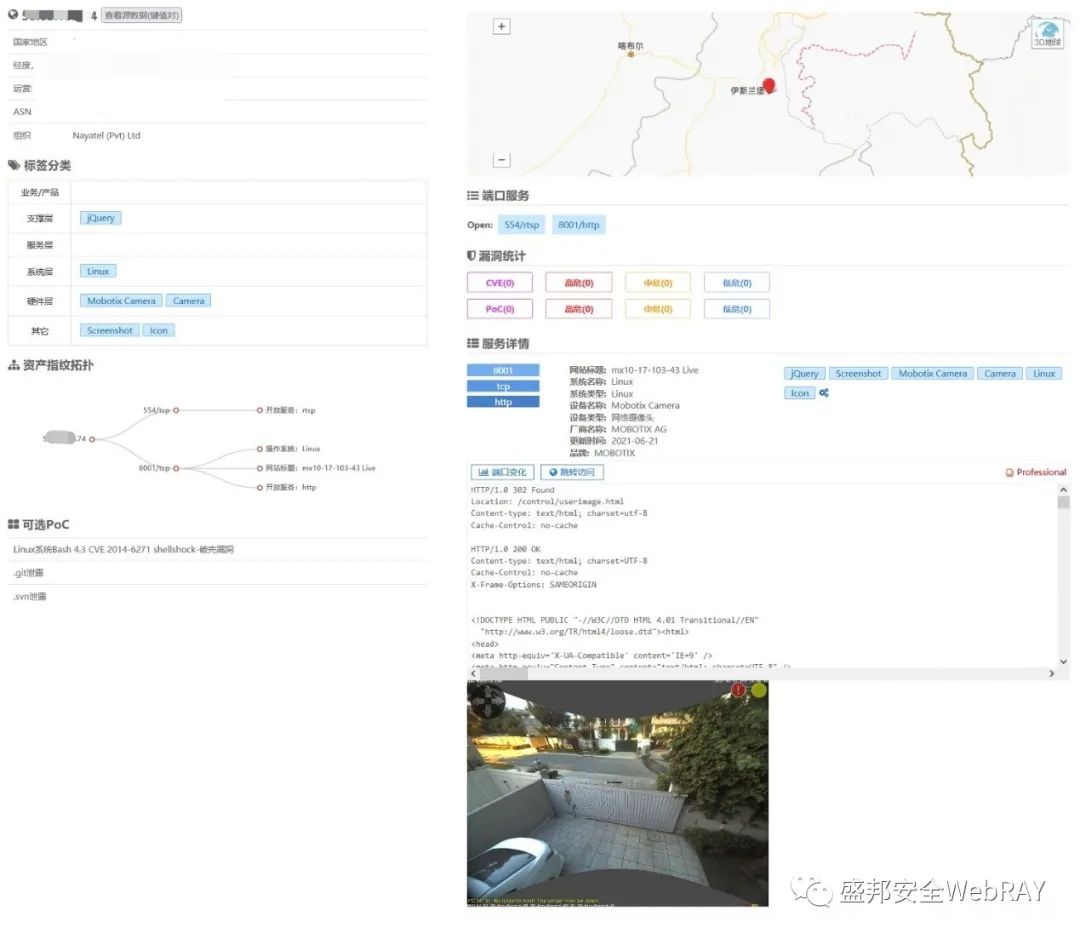 4 查看源数据(键值对)
国家地区
经度,
运营
ASN
组织 Nayatel (Pvt) Ltd
标签分类
业务/产品
支撑层 jQuery
服务层
系统层 Linux
硬件层 Mobotix Camera Camera
其它 Screenshot Icon
资产指纹拓扑
554/tcp 开放服务: rtsp
.74
操作系统: Linux
8001/tcp 网站标题: mx10-17-103-43 Live
开放服务: http
可选PoC
Linux系统Bash 4.3 CVE 2014-6271 shellshock-破壳漏洞
.git泄露
.svn泄露
+
喀布尔
3D地球
伊斯兰堡
−
端口服务
Open: 554/rtsp 8001/http
漏洞统计
CVE(0) 高危(0) 中危(0) 低危(0)
PoC(0) 高危(0) 中危(0) 低危(0)
服务详情
8001
tcp
http
网站标题: mx10-17-103-43 Live
系统名称: Linux
系统类型: Linux
设备名称: Mobotix Camera
设备类型: 网络摄像头
厂商名称: MOBOTIX AG
更新时间: 2021-06-21
品牌: MOBOTIX
jQuery Screenshot Mobotix Camera Camera Linux
Icon
端口变化 跳转访问 Professional
HTTP/1.0 302 Found
Location: /control/userimage.html
Content-type: text/html; charset=utf-8
Cache-Control: no-cache
HTTP/1.0 200 OK
Content-type: text/html; charset=UTF-8
Cache-Control: no-cache
X-Frame-Options: SAMEORIGIN
<!DOCTYPE HTML PUBLIC "-//W3C//DTD HTML 4.01 Transitional//EN"
"http://www.w3.org/TR/html4/loose.dtd"><html>
<head>
<meta http-equiv='X-UA-Compatible' content='IE=9' />
<meta http-equiv="Content-Type" content="text/html; charset=UTF-8" />
盛邦安全WebRAY